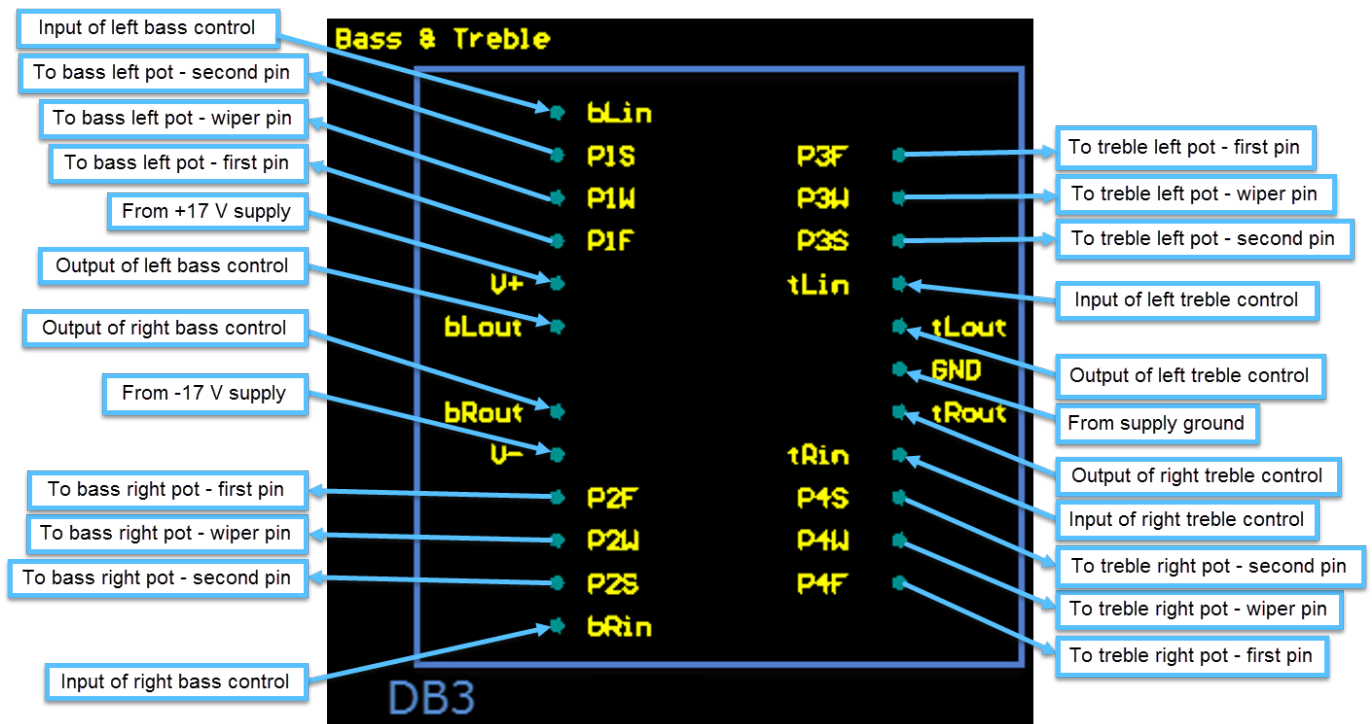 Bass & Treble
Input of left bass control
To bass left pot - second pin
To bass left pot - wiper pin
To bass left pot - first pin
From +17 V supply
Output of left bass control
Output of right bass control
From -17 V supply
To bass right pot - first pin
To bass right pot - wiper pin
To bass right pot - second pin
Input of right bass control
bLin
P1S
P1W
P1F
V+
bLout
bRout
V-
P2F
P2W
P2S
bRin
P3F
P3W
P3S
tLin
tLout
GND
tRout
tRin
P4S
P4W
P4F
To treble left pot - first pin
To treble left pot - wiper pin
To treble left pot - second pin
Input of left treble control
Output of left treble control
From supply ground
Output of right treble control
Input of right treble control
To treble right pot - second pin
To treble right pot - wiper pin
To treble right pot - first pin
DB3